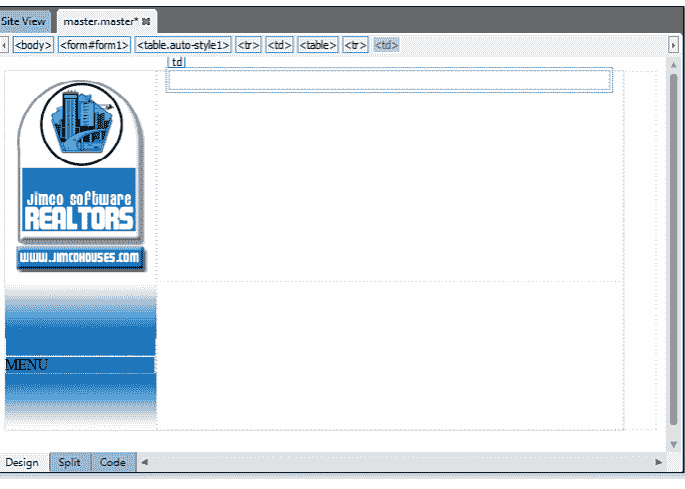 Site View master.master*
<body> <form#form1> <table.auto-style1> <tr> <td> <table> <tr> <td>
td
Jimco software
REALTORS
www.JIMCOHOUSES.COM
MENU
Design Split Code